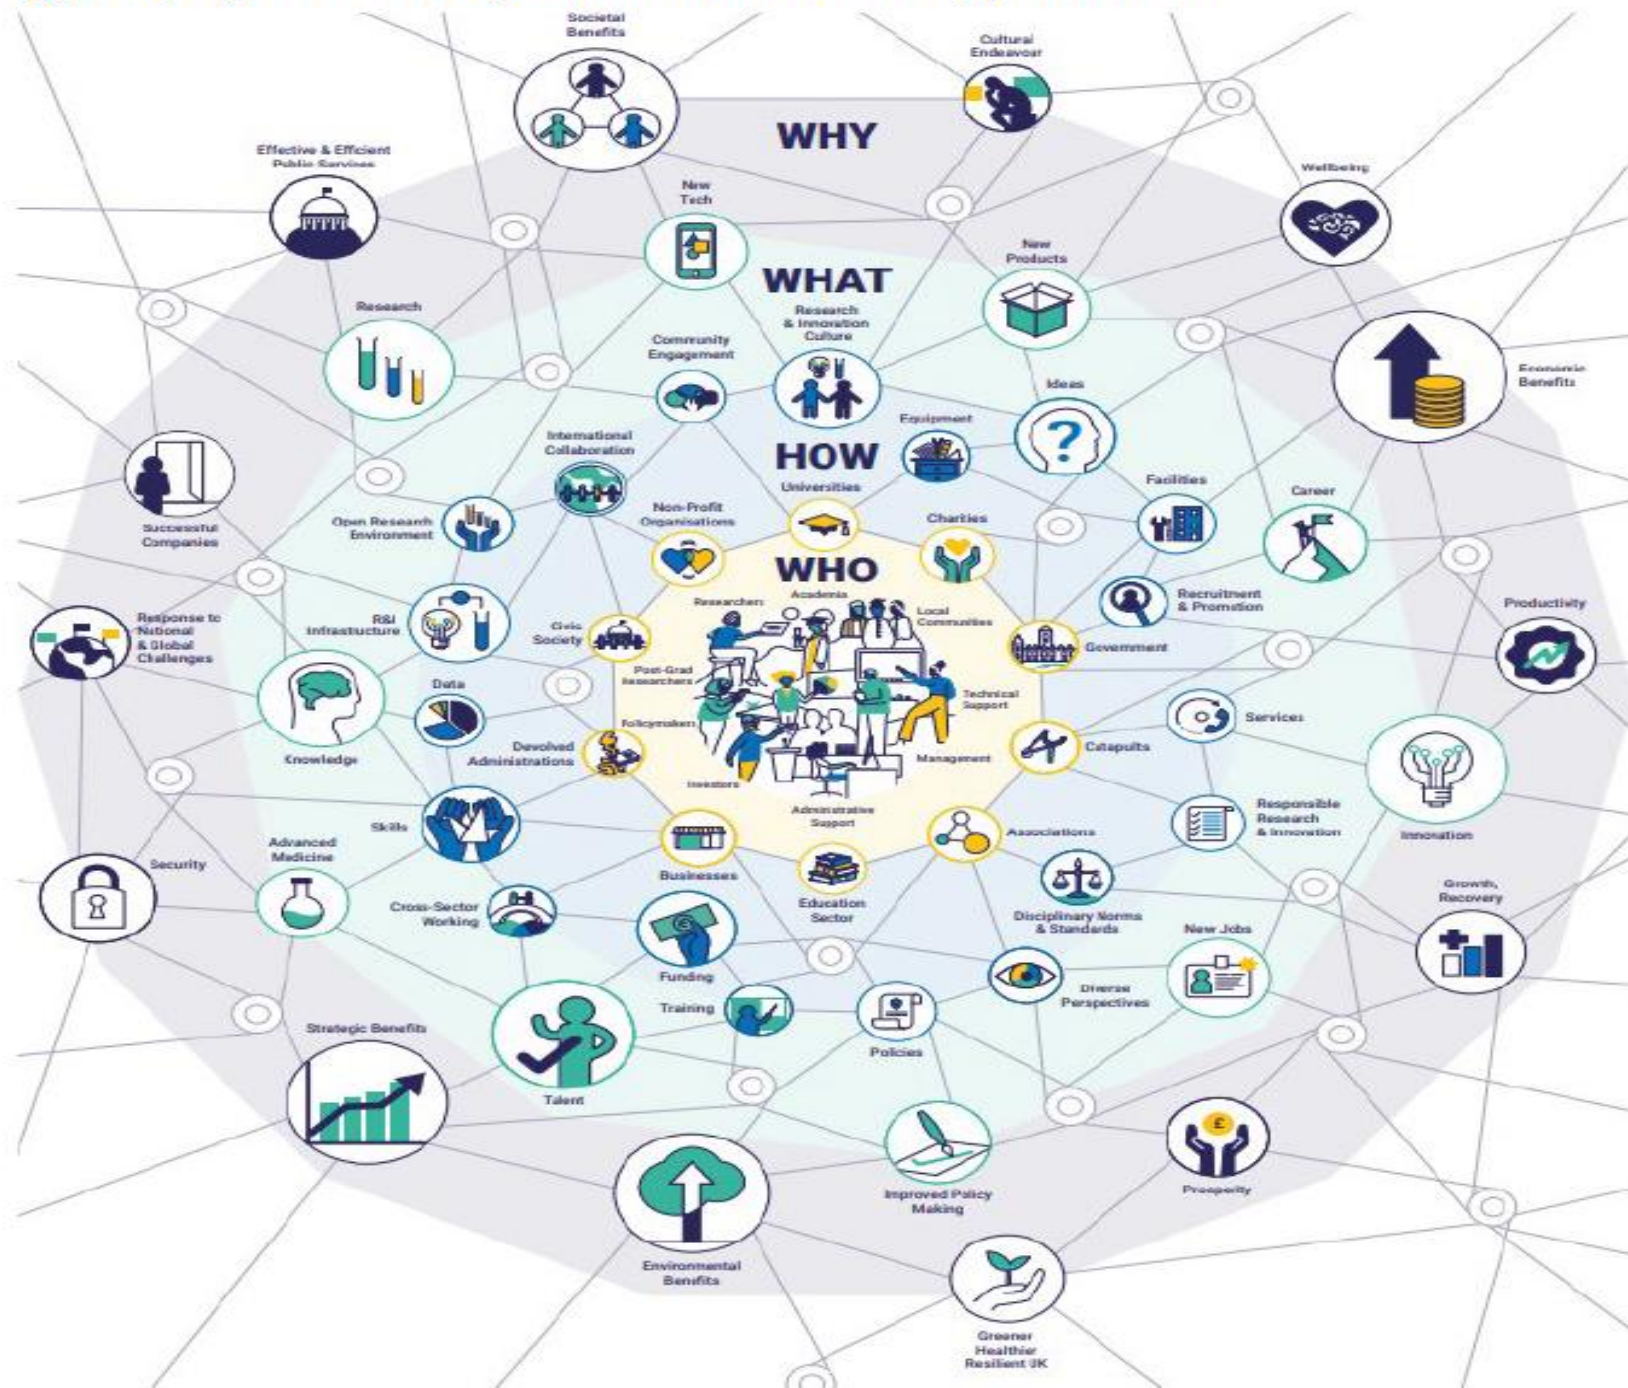 Societal
Benefits
Cultural
Endeavour
WHY
Effective & Efficient
Public Services
Wellbeing
New
Tech
New
Products
WHAT
Research
& Innovation
Culture
Research
Community
Engagement
Economic
Benefits
Ideas
Equipment
International
Collaboration
HOW
Universities
Facilities
Career
Non-Profit
Organisations
Charities
Open Research
Environment
Successful
Companies
WHO
Researchers
Academia
Local
Communities
Recruitment
& Promotion
Productivity
Response to
National
& Global
Challenges
R&I
Infrastructure
Civic
Society
Government
Post-Grad
Researchers
Technical
Support
Data
Services
Policymakers
Devolved
Administrations
Catapults
Management
Knowledge
Investors
Administrative
Support
Responsible
Research
& Innovation
Innovation
Skills
Associations
Advanced
Medicine
Security
Businesses
Education
Sector
Growth,
Recovery
Cross-Sector
Working
Disciplinary Norms
& Standards
New Jobs
Funding
Diverse
Perspectives
Training
Strategic Benefits
Policies
Talent
Improved Policy
Making
Prosperity
£
Environmental
Benefits
Greener
Healthier
Resilient UK